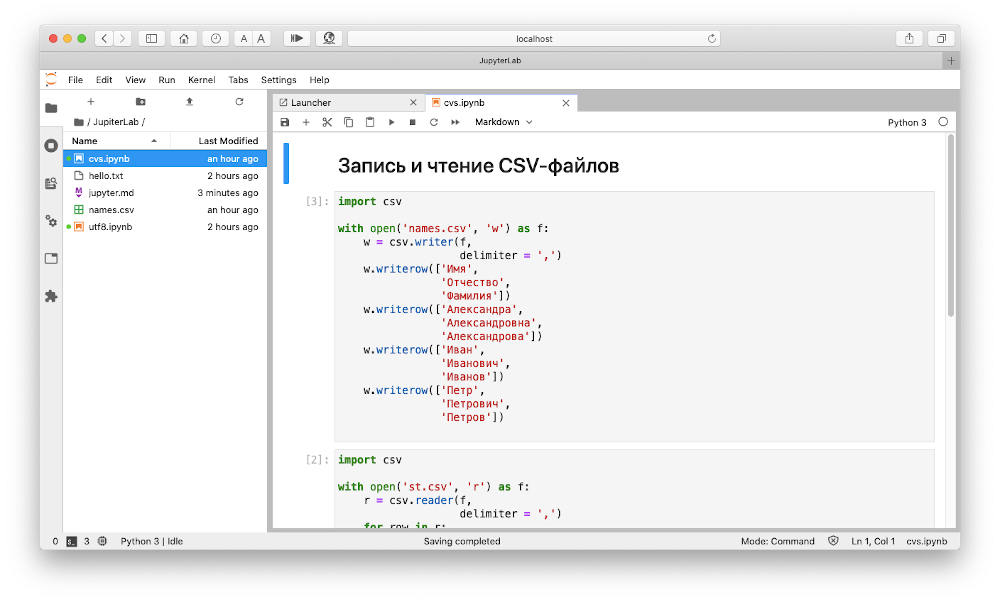 localhost
JupyterLab
File Edit View Run Kernel Tabs Settings Help
/ JupiterLab /
Name Last Modified
cvs.ipynb an hour ago
hello.txt 2 hours ago
jupyter.md 3 minutes ago
names.csv an hour ago
utf8.ipynb 2 hours ago
Launcher cvs.ipynb
Markdown Python 3
Запись и чтение CSV-файлов
[3]: import csv
with open('names.csv', 'w') as f:
w = csv.writer(f,
delimiter = ',')
w.writerow(['Имя',
'Отчество',
'Фамилия'])
w.writerow(['Александра',
'Александровна',
'Александрова'])
w.writerow(['Иван',
'Иванович',
'Иванов'])
w.writerow(['Петр',
'Петрович',
'Петров'])
[2]: import csv
with open('st.csv', 'r') as f:
r = csv.reader(f,
delimiter = ',')
for row in r:
0 3 Python 3 | Idle Saving completed Mode: Command Ln 1, Col 1 cvs.ipynb